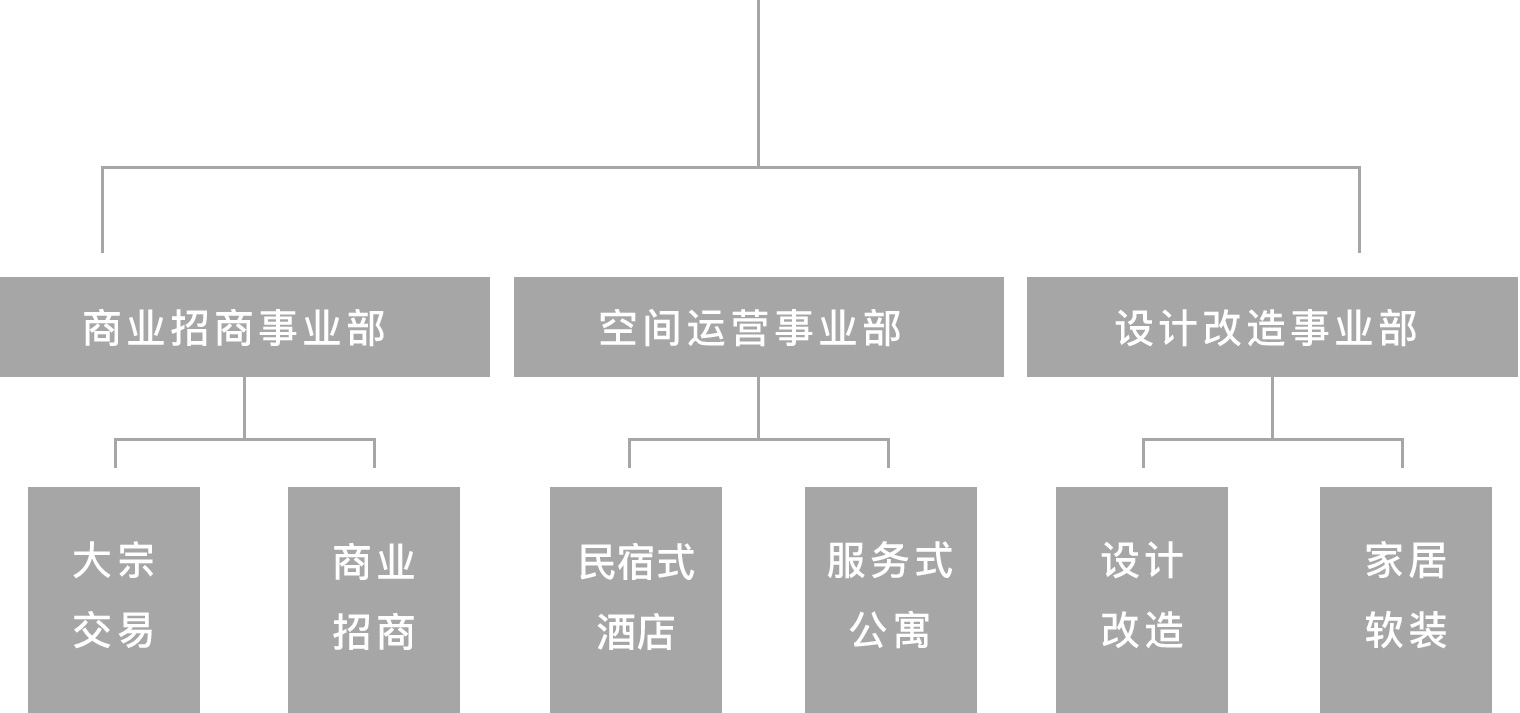 商业招商事业部
空间运营事业部
设计改造事业部
大宗
交易
商业
招商
民宿式
酒店
服务式
公寓
设计
改造
家居
软装